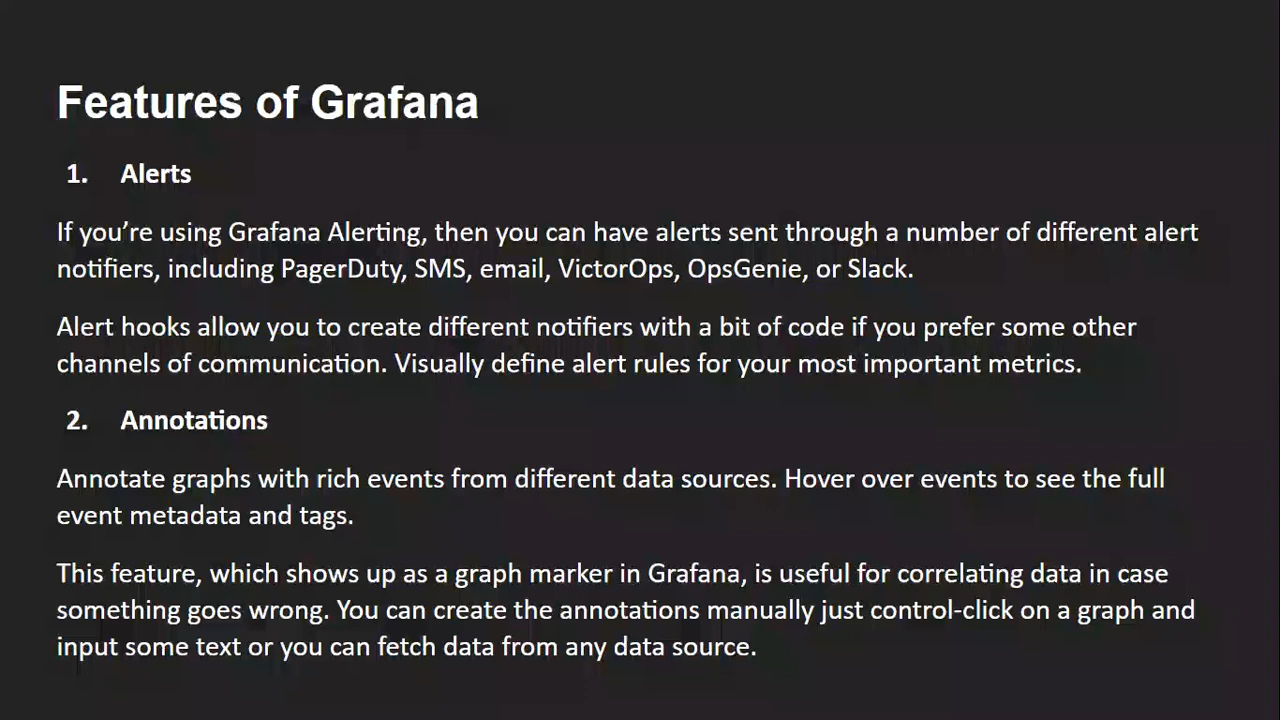 Features of Grafana
1. Alerts
If you’re using Grafana Alerting, then you can have alerts sent through a number of different alert
notifiers, including PagerDuty, SMS, email, VictorOps, OpsGenie, or Slack.
Alert hooks allow you to create different notifiers with a bit of code if you prefer some other
channels of communication. Visually define alert rules for your most important metrics.
2. Annotations
Annotate graphs with rich events from different data sources. Hover over events to see the full
event metadata and tags.
This feature, which shows up as a graph marker in Grafana, is useful for correlating data in case
something goes wrong. You can create the annotations manually just control-click on a graph and
input some text or you can fetch data from any data source.